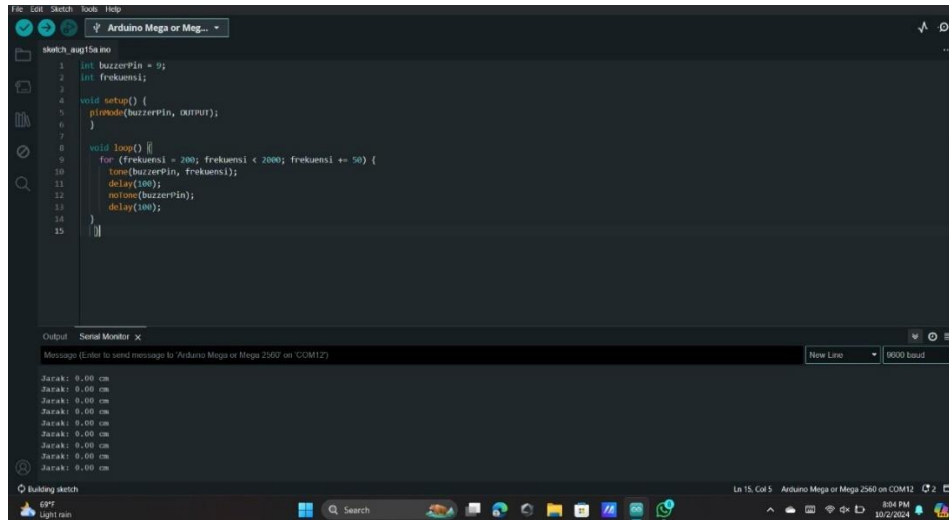 File Edit Sketch Tools Help
Arduino Mega or Meg...
sketch_aug15a.ino
1 int buzzerPin = 9;
2 int frekuensi;
3
4 void setup() {
5 pinMode(buzzerPin, OUTPUT);
6 }
7
8 void loop() {
9 for (frekuensi = 200; frekuensi < 2000; frekuensi += 50) {
10 tone(buzzerPin, frekuensi);
11 delay(100);
12 noTone(buzzerPin);
13 delay(100);
14 }
15 }
Output Serial Monitor x
Message (Enter to send message to 'Arduino Mega or Mega 2560' on 'COM12')
New Line 9600 baud
Jarak: 0.00 cm
Jarak: 0.00 cm
Jarak: 0.00 cm
Jarak: 0.00 cm
Jarak: 0.00 cm
Jarak: 0.00 cm
Jarak: 0.00 cm
Jarak: 0.00 cm
Jarak: 0.00 cm
Building sketch
Ln 15, Col 5 Arduino Mega or Mega 2560 on COM12 2
69°F
Light rain
Search
8:04 PM
10/2/2024